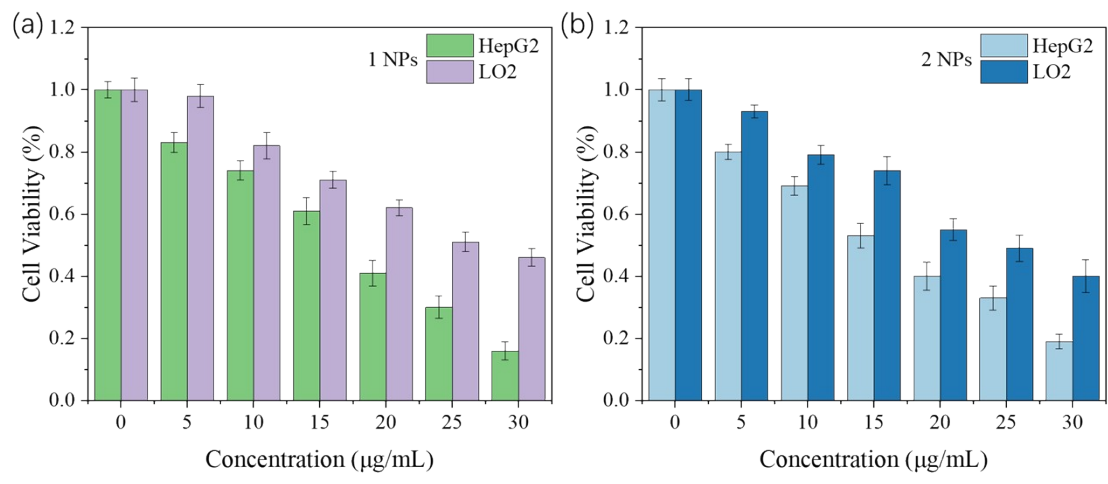 (a)
1.2
1.0
0.8
0.6
0.4
0.2
0.0
Cell Viability (%)
1 NPs
HepG2
LO2
0 5 10 15 20 25 30
Concentration (μg/mL)
(b)
1.2
1.0
0.8
0.6
0.4
0.2
0.0
Cell Viability (%)
2 NPs
HepG2
LO2
0 5 10 15 20 25 30
Concentration (μg/mL)